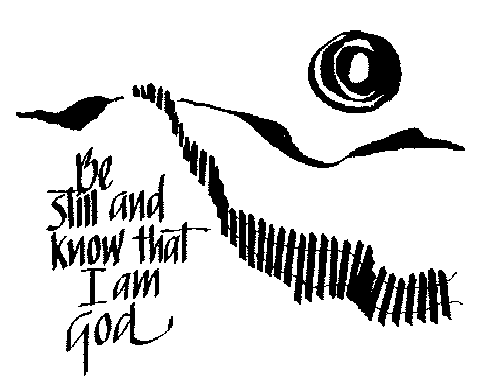 Be
still and
know that
I am
God